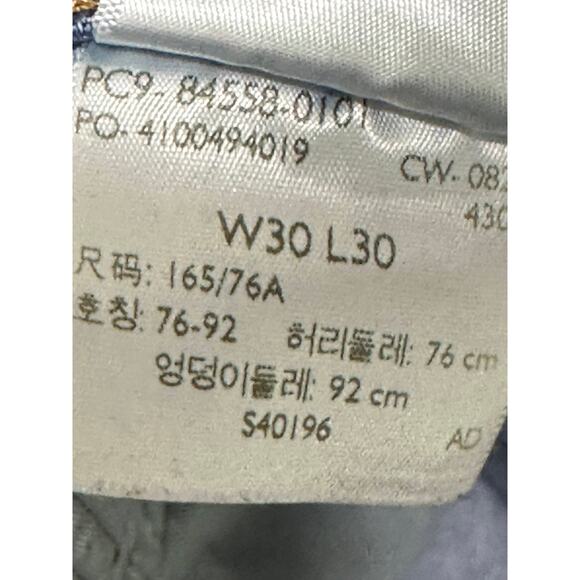 PC9- 84558-0101
PO- 4100494019 CW- 082
430
W30 L30
尺码: 165/76A
호칭: 76-92 허리둘레: 76 cm
엉덩이둘레: 92 cm
S40196 AD